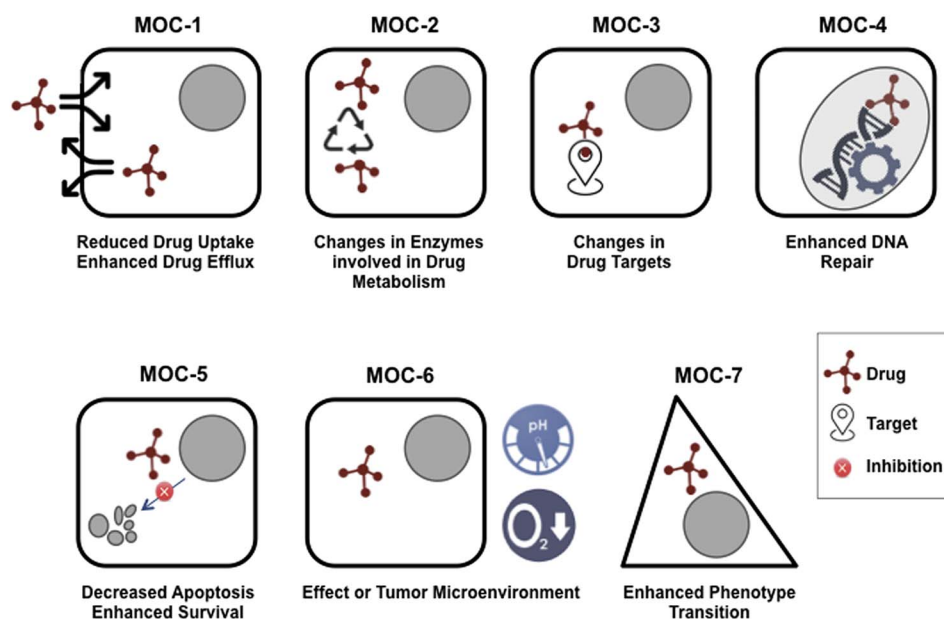 MOC-1
MOC-2
MOC-3
MOC-4
Reduced Drug Uptake
Enhanced Drug Efflux
Changes in Enzymes
involved in Drug
Metabolism
Changes in
Drug Targets
Enhanced DNA
Repair
MOC-5
MOC-6
MOC-7
pH
O2
Decreased Apoptosis
Enhanced Survival
Effect or Tumor Microenvironment
Enhanced Phenotype
Transition
Drug
Target
Inhibition